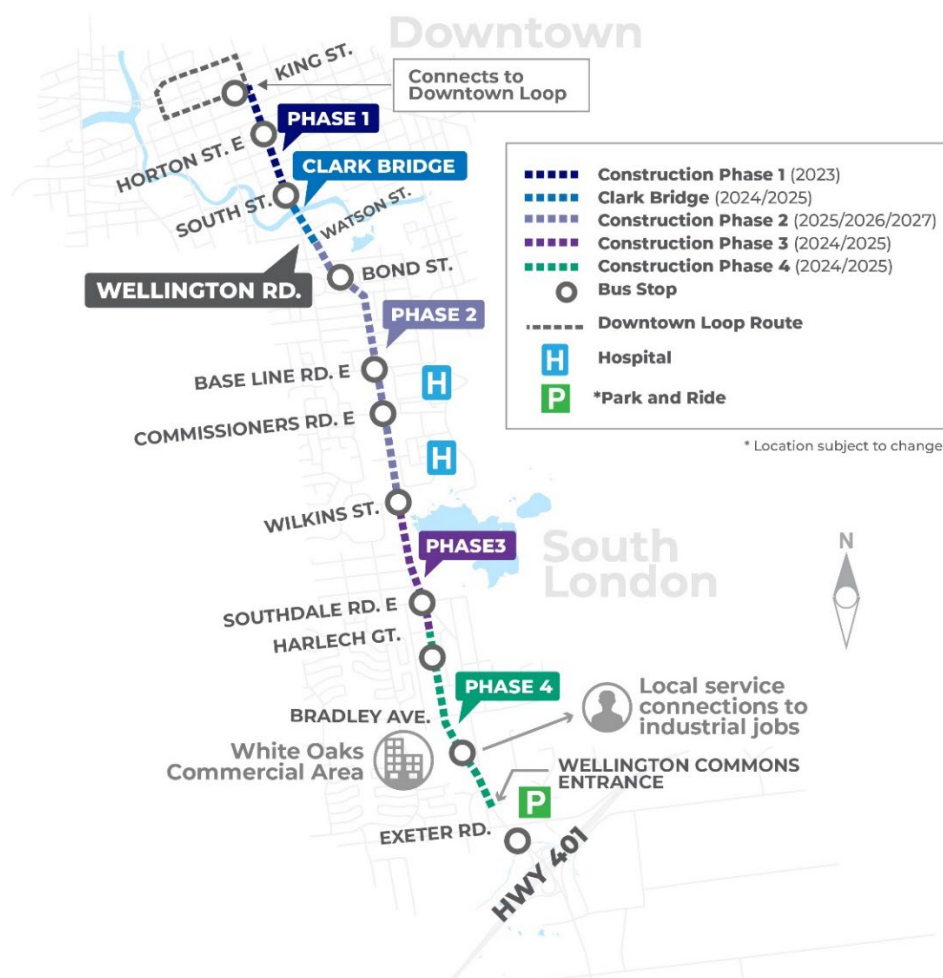 Downtown
KING ST.
Connects to
Downtown Loop
PHASE 1
HORTON ST. E
CLARK BRIDGE
SOUTH ST.
WATSON ST.
WELLINGTON RD.
BOND ST.
PHASE 2
BASE LINE RD. E
H
COMMISSIONERS RD. E
H
WILKINS ST.
PHASE3
South
London
SOUTHDALE RD. E
HARLECH GT.
PHASE 4
Local service
connections to
industrial jobs
BRADLEY AVE.
White Oaks
Commercial Area
WELLINGTON COMMONS
ENTRANCE
P
EXETER RD.
HWY 401
Construction Phase 1 (2023)
Clark Bridge (2024/2025)
Construction Phase 2 (2025/2026/2027)
Construction Phase 3 (2024/2025)
Construction Phase 4 (2024/2025)
Bus Stop
Downtown Loop Route
H Hospital
P *Park and Ride
* Location subject to change
N